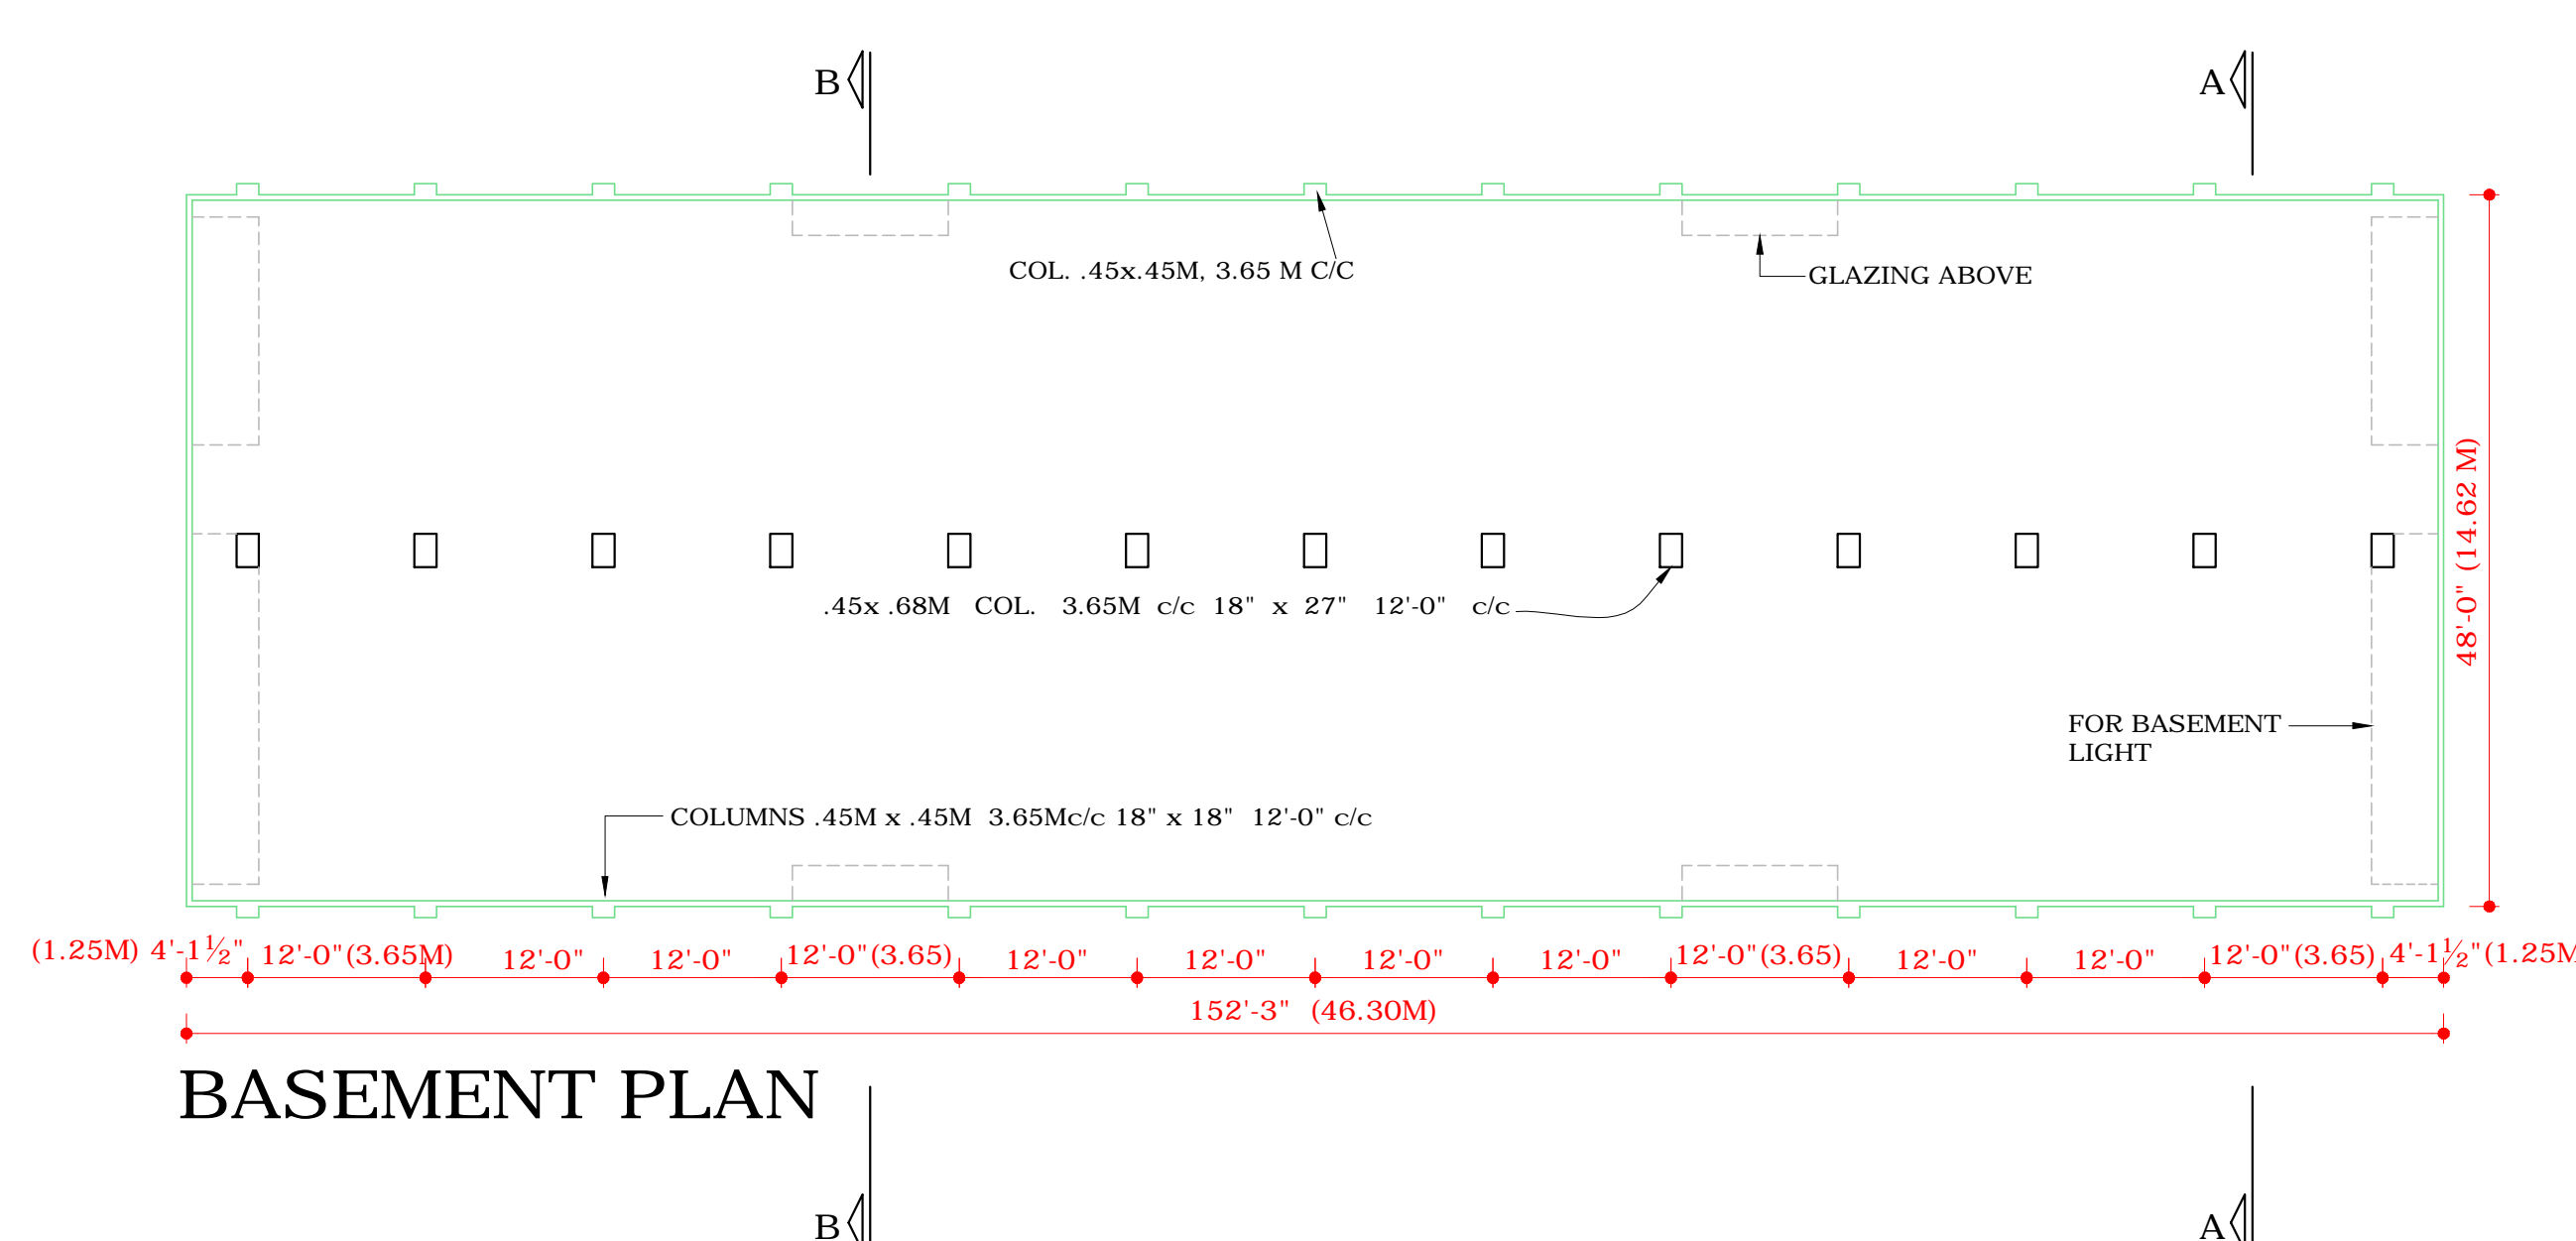 B A
COL. .45x.45M, 3.65 M C/C
GLAZING ABOVE
48'-0" (14.62 M)
.45x .68M COL. 3.65M c/c 18" x 27" 12'-0" c/c
FOR BASEMENT
LIGHT
COLUMNS .45M x .45M 3.65Mc/c 18" x 18" 12'-0" c/c
(1.25M) 4'-1½" 12'-0"(3.65M) 12'-0" 12'-0" 12'-0"(3.65) 12'-0" 12'-0" 12'-0" 12'-0" 12'-0"(3.65) 12'-0" 12'-0" 12'-0"(3.65) 4'-1½"(1.25M
152'-3" (46.30M)
BASEMENT PLAN
B A